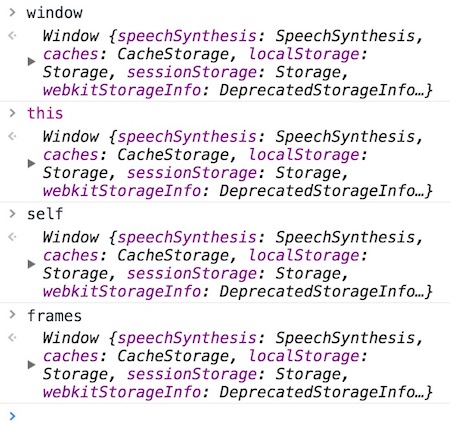 window
Window {speechSynthesis: SpeechSynthesis,
caches: CacheStorage, localStorage:
Storage, sessionStorage: Storage,
webkitStorageInfo: DeprecatedStorageInfo…}
this
Window {speechSynthesis: SpeechSynthesis,
caches: CacheStorage, localStorage:
Storage, sessionStorage: Storage,
webkitStorageInfo: DeprecatedStorageInfo…}
self
Window {speechSynthesis: SpeechSynthesis,
caches: CacheStorage, localStorage:
Storage, sessionStorage: Storage,
webkitStorageInfo: DeprecatedStorageInfo…}
frames
Window {speechSynthesis: SpeechSynthesis,
caches: CacheStorage, localStorage:
Storage, sessionStorage: Storage,
webkitStorageInfo: DeprecatedStorageInfo…}